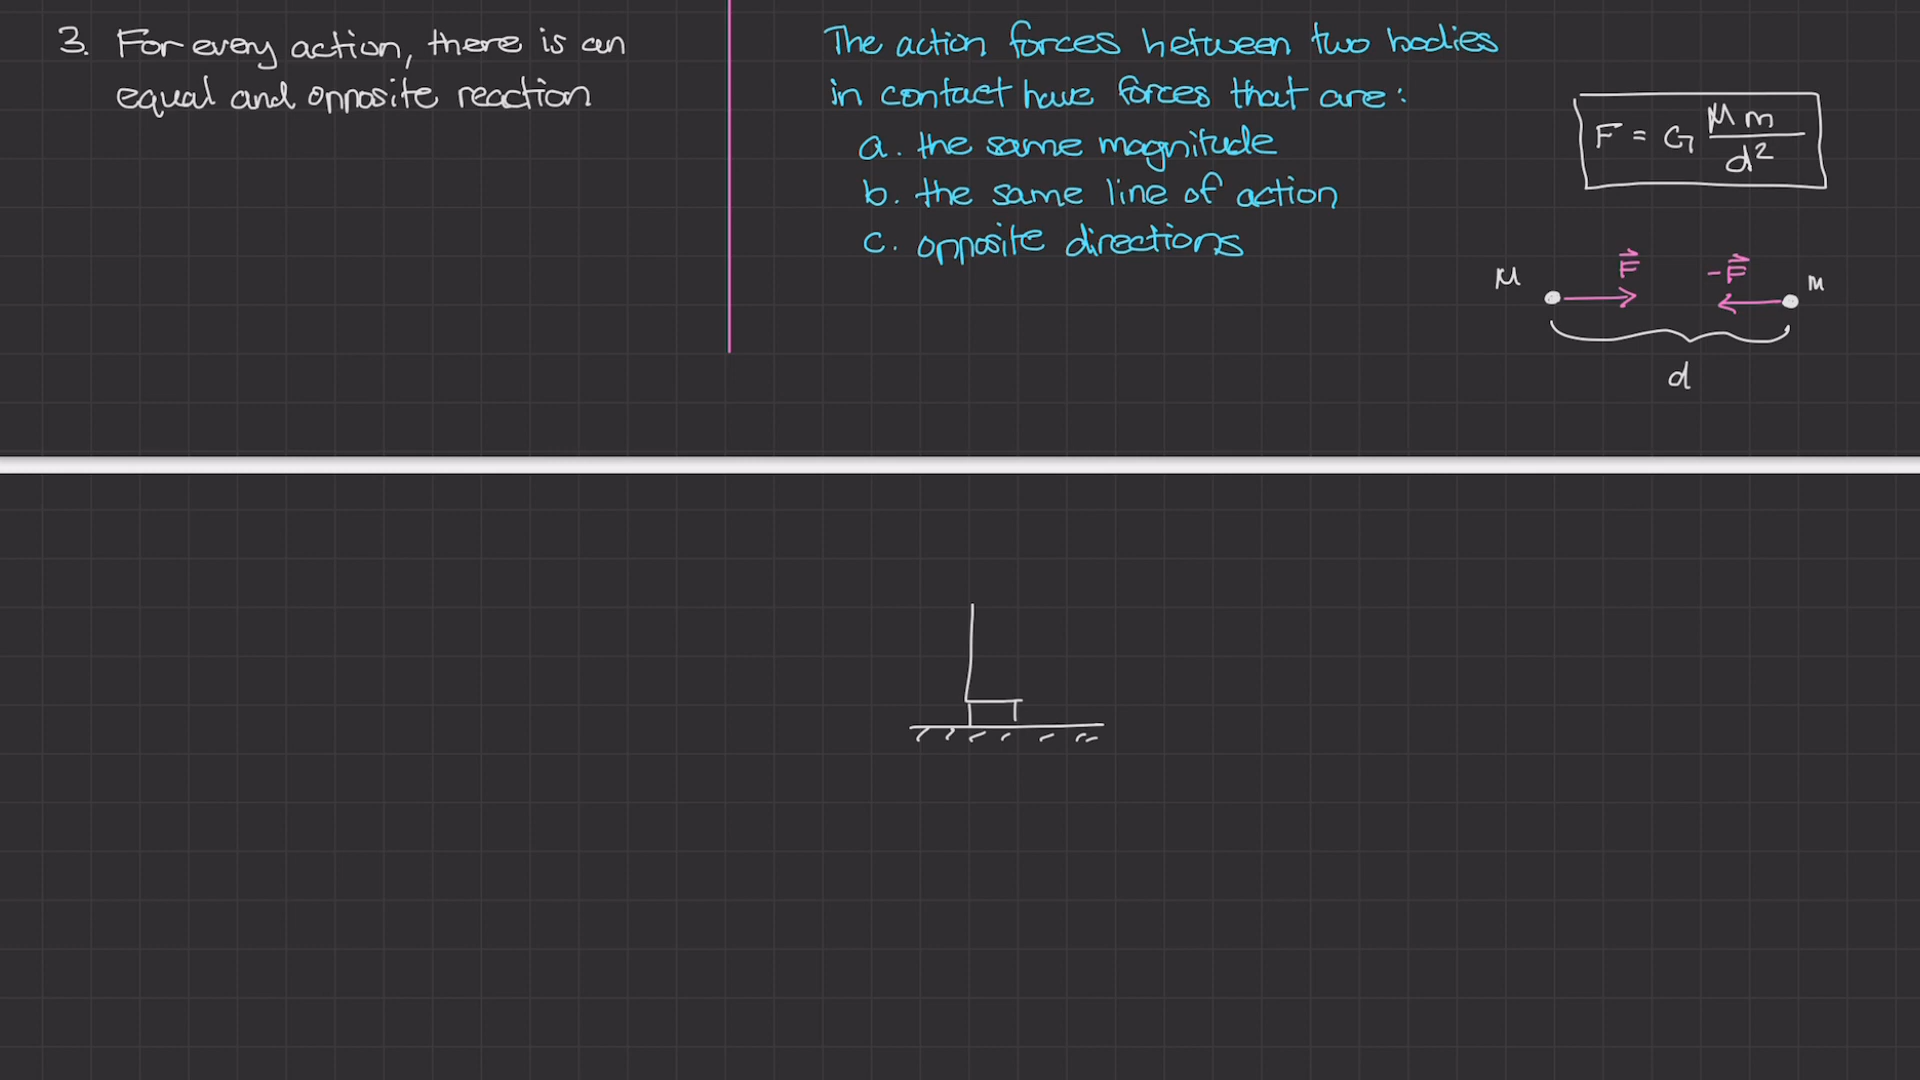 3. For every action, there is an
equal and opposite reaction
The action forces between two bodies
in contact have forces that are:
a. the same magnitude
b. the same line of action
c. opposite directions
F = G Mm/d²
F⃗
-F⃗
M
m
d